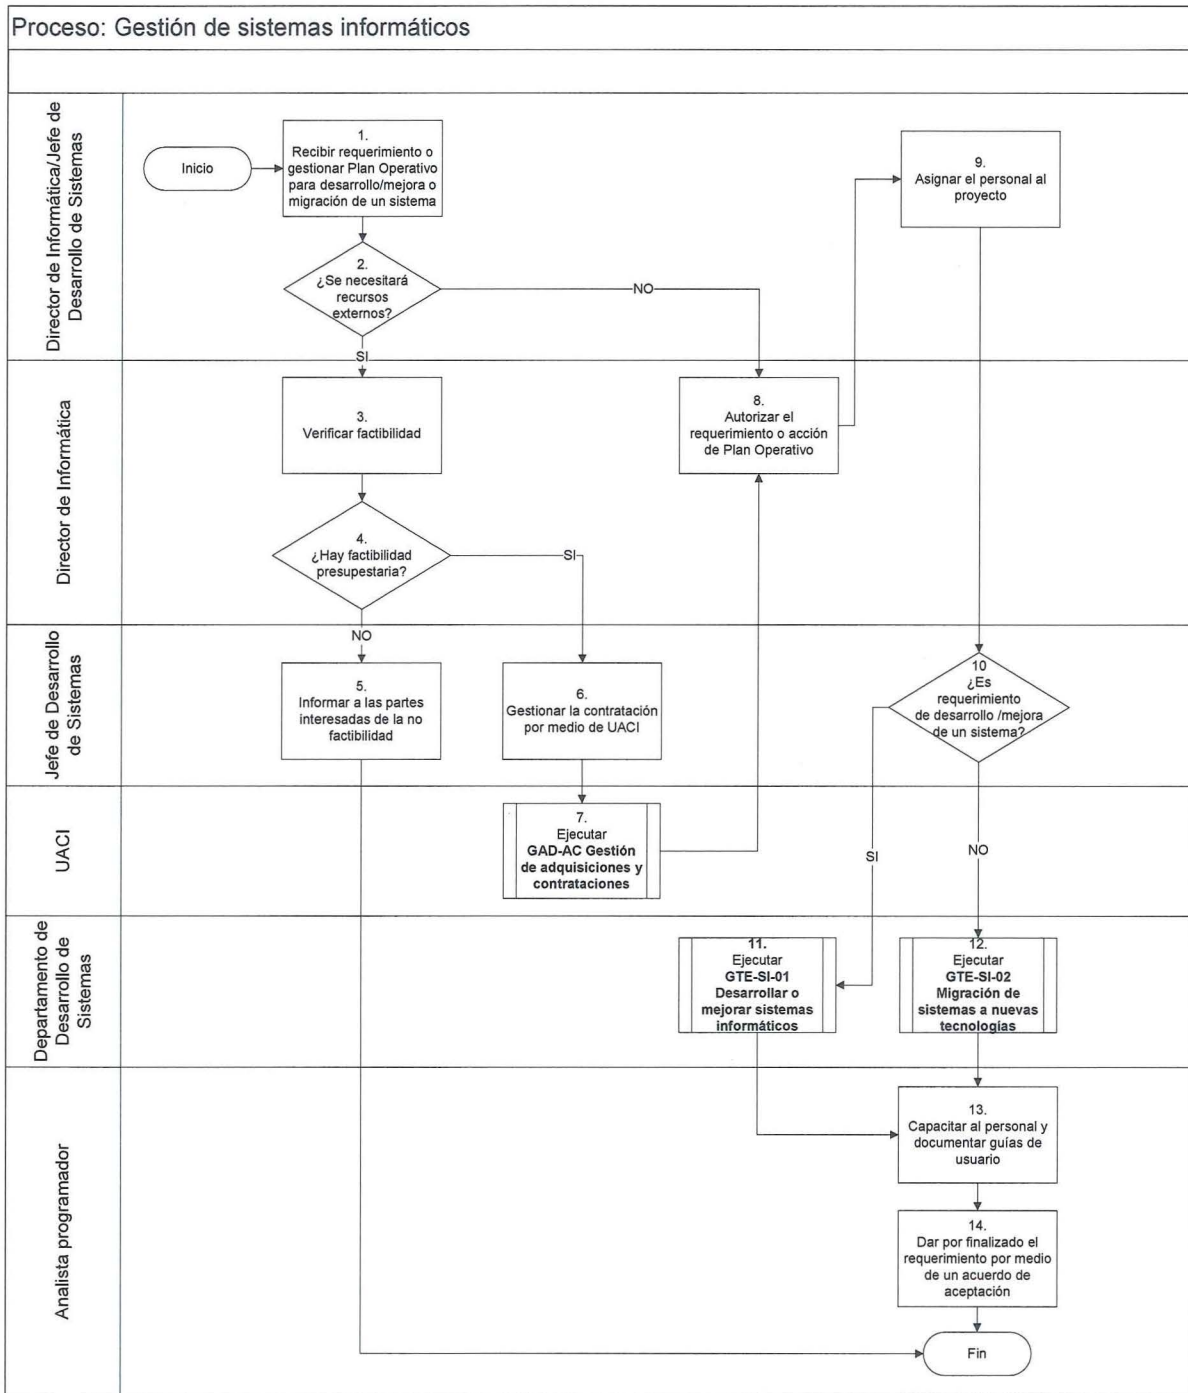 Proceso: Gestión de sistemas informáticos
Director de Informática/Jefe de
Desarrollo de Sistemas
Inicio
1.
Recibir requerimiento o
gestionar Plan Operativo
para desarrollo/mejora o
migración de un sistema
2.
¿Se necesitará
recursos
externos?
NO
SI
9.
Asignar el personal al
proyecto
Director de Informática
3.
Verificar factibilidad
8.
Autorizar el
requerimiento o acción
de Plan Operativo
4.
¿Hay factibilidad
presupestaria?
SI
NO
Jefe de Desarrollo
de Sistemas
5.
Informar a las partes
interesadas de la no
factibilidad
6.
Gestionar la contratación
por medio de UACI
10
¿Es
requerimiento
de desarrollo /mejora
de un sistema?
UACI
7.
Ejecutar
GAD-AC Gestión
de adquisiciones y
contrataciones
SI
NO
Departamento de
Desarrollo de
Sistemas
11.
Ejecutar
GTE-SI-01
Desarrollar o
mejorar sistemas
informáticos
12.
Ejecutar
GTE-SI-02
Migración de
sistemas a nuevas
tecnologías
Analista programador
13.
Capacitar al personal y
documentar guías de
usuario
14.
Dar por finalizado el
requerimiento por medio
de un acuerdo de
aceptación
Fin